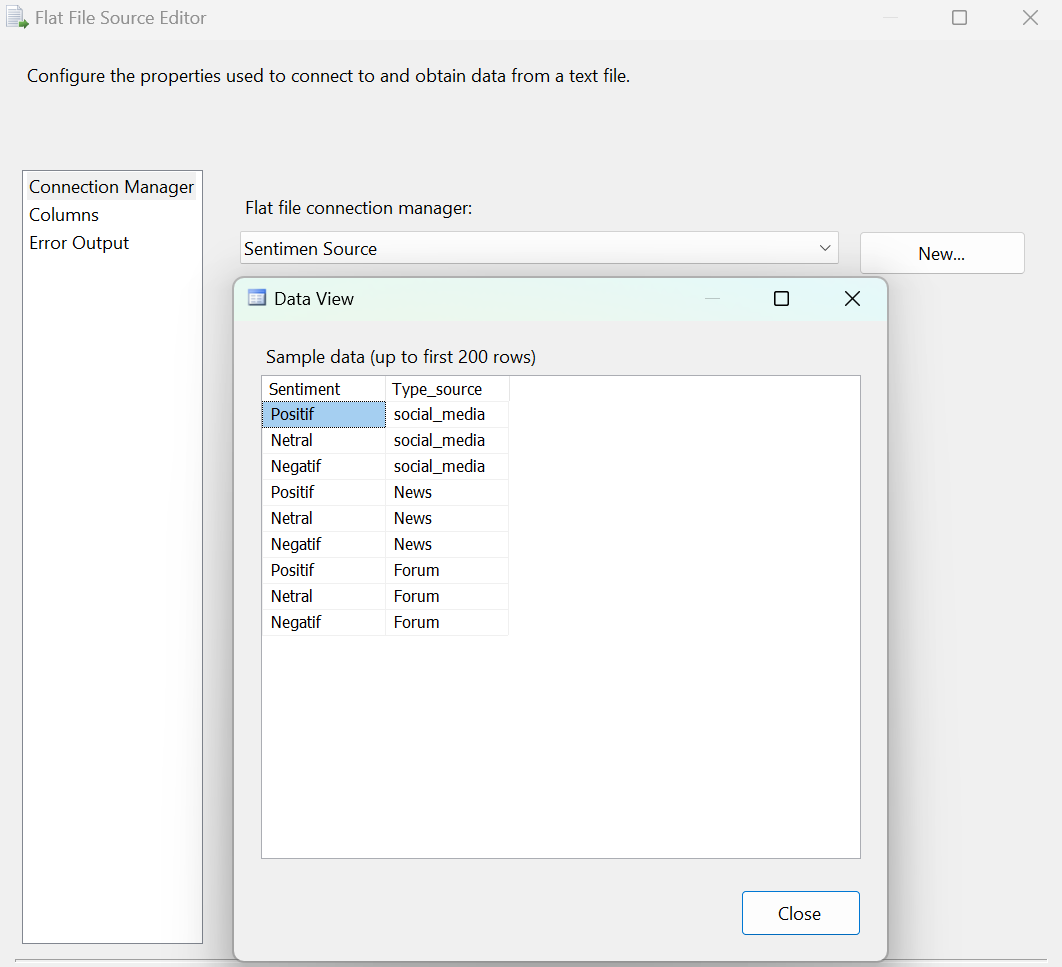 Flat File Source Editor
Configure the properties used to connect to and obtain data from a text file.
Connection Manager
Columns
Error Output
Flat file connection manager:
Sentimen Source
New...
Data View
Sample data (up to first 200 rows)
Sentiment Type_source
Positif social_media
Netral social_media
Negatif social_media
Positif News
Netral News
Negatif News
Positif Forum
Netral Forum
Negatif Forum
Close